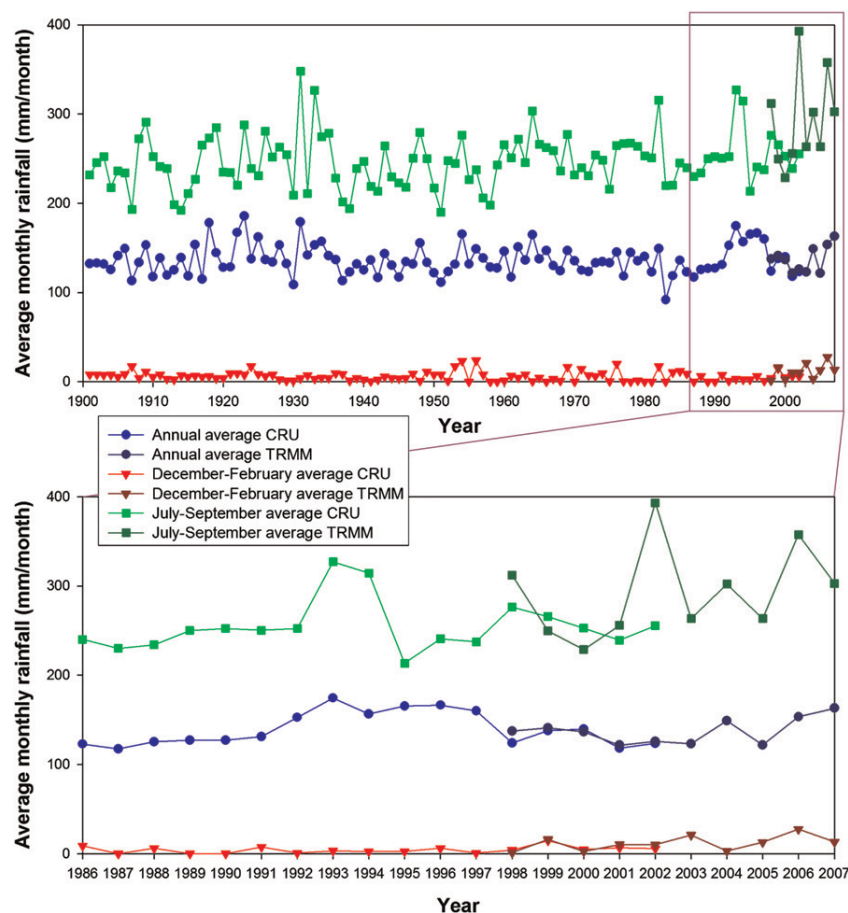 400
300
200
100
0
Average monthly rainfall (mm/month)
1900 1910 1920 1930 1940 1950 1960 1970 1980 1990 2000
Year
Annual average CRU
Annual average TRMM
December-February average CRU
December-February average TRMM
July-September average CRU
July-September average TRMM
400
300
200
100
0
Average monthly rainfall (mm/month)
1986 1987 1988 1989 1990 1991 1992 1993 1994 1995 1996 1997 1998 1999 2000 2001 2002 2003 2004 2005 2006 2007
Year